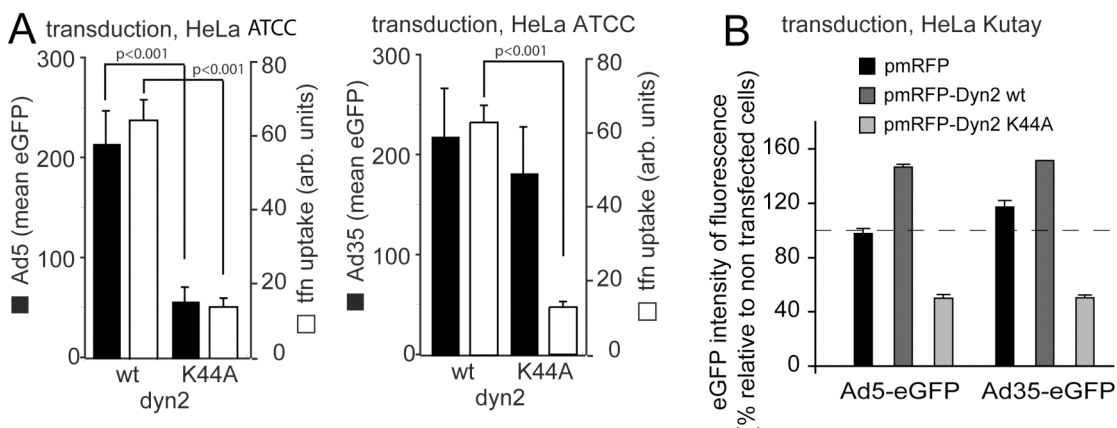 A
transduction, HeLa ATCC
p<0.001
p<0.001
300
200
100
0
80
60
40
20
0
Ad5 (mean eGFP)
tfn uptake (arb. units)
wt
K44A
dyn2
transduction, HeLa ATCC
p<0.001
300
200
100
0
80
60
40
20
0
Ad35 (mean eGFP)
tfn uptake (arb. units)
wt
K44A
dyn2
B
transduction, HeLa Kutay
pmRFP
pmRFP-Dyn2 wt
pmRFP-Dyn2 K44A
eGFP intensity of fluorescence
(% relative to non transfected cells)
160
120
80
40
0
Ad5-eGFP
Ad35-eGFP